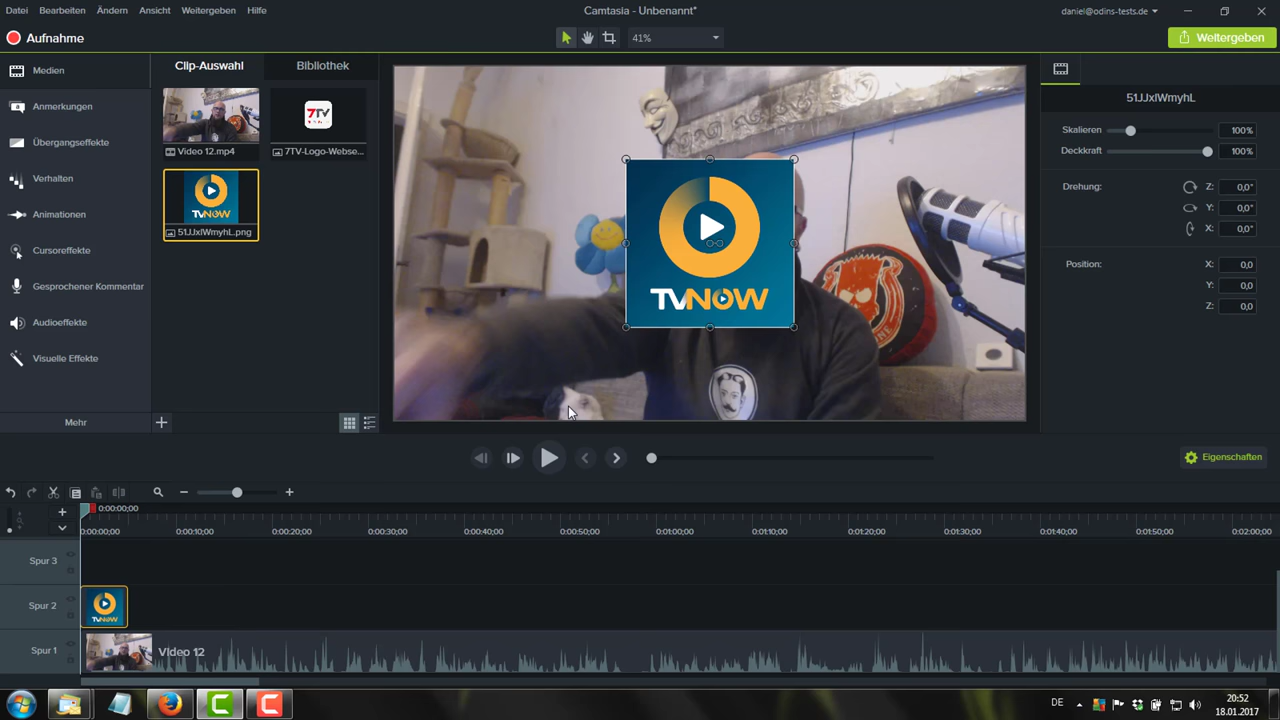 Datei Bearbeiten Ändern Ansicht Weitergeben Hilfe
Camtasia - Unbenannt*
daniel@odins-tests.de
Aufnahme
41%
Weitergeben
Medien
Clip-Auswahl
Bibliothek
Anmerkungen
51JJxlWmyhL
Skalieren 100%
Deckkraft 100%
Übergangseffekte
7TV
Video 12.mp4
7TV-Logo-Webse...
Verhalten
Drehung: Z: 0,0°
Y: 0,0°
X: 0,0°
TVNOW
51JJxlWmyhL.png
Animationen
Cursoreffekte
Position: X: 0,0
Y: 0,0
Z: 0,0
Gesprochener Kommentar
TVNOW
Audioeffekte
Visuelle Effekte
Mehr
Eigenschaften
0:00:00;00
0:00:00;00 0:00:10;00 0:00:20;00 0:00:30;00 0:00:40;00 0:00:50;00 0:01:00;00 0:01:10;00 0:01:20;00 0:01:30;00 0:01:40;00 0:01:50;00 0:02:00;00
Spur 3
Spur 2
TVNOW
Spur 1
Video 12
DE
20:52
18.01.2017